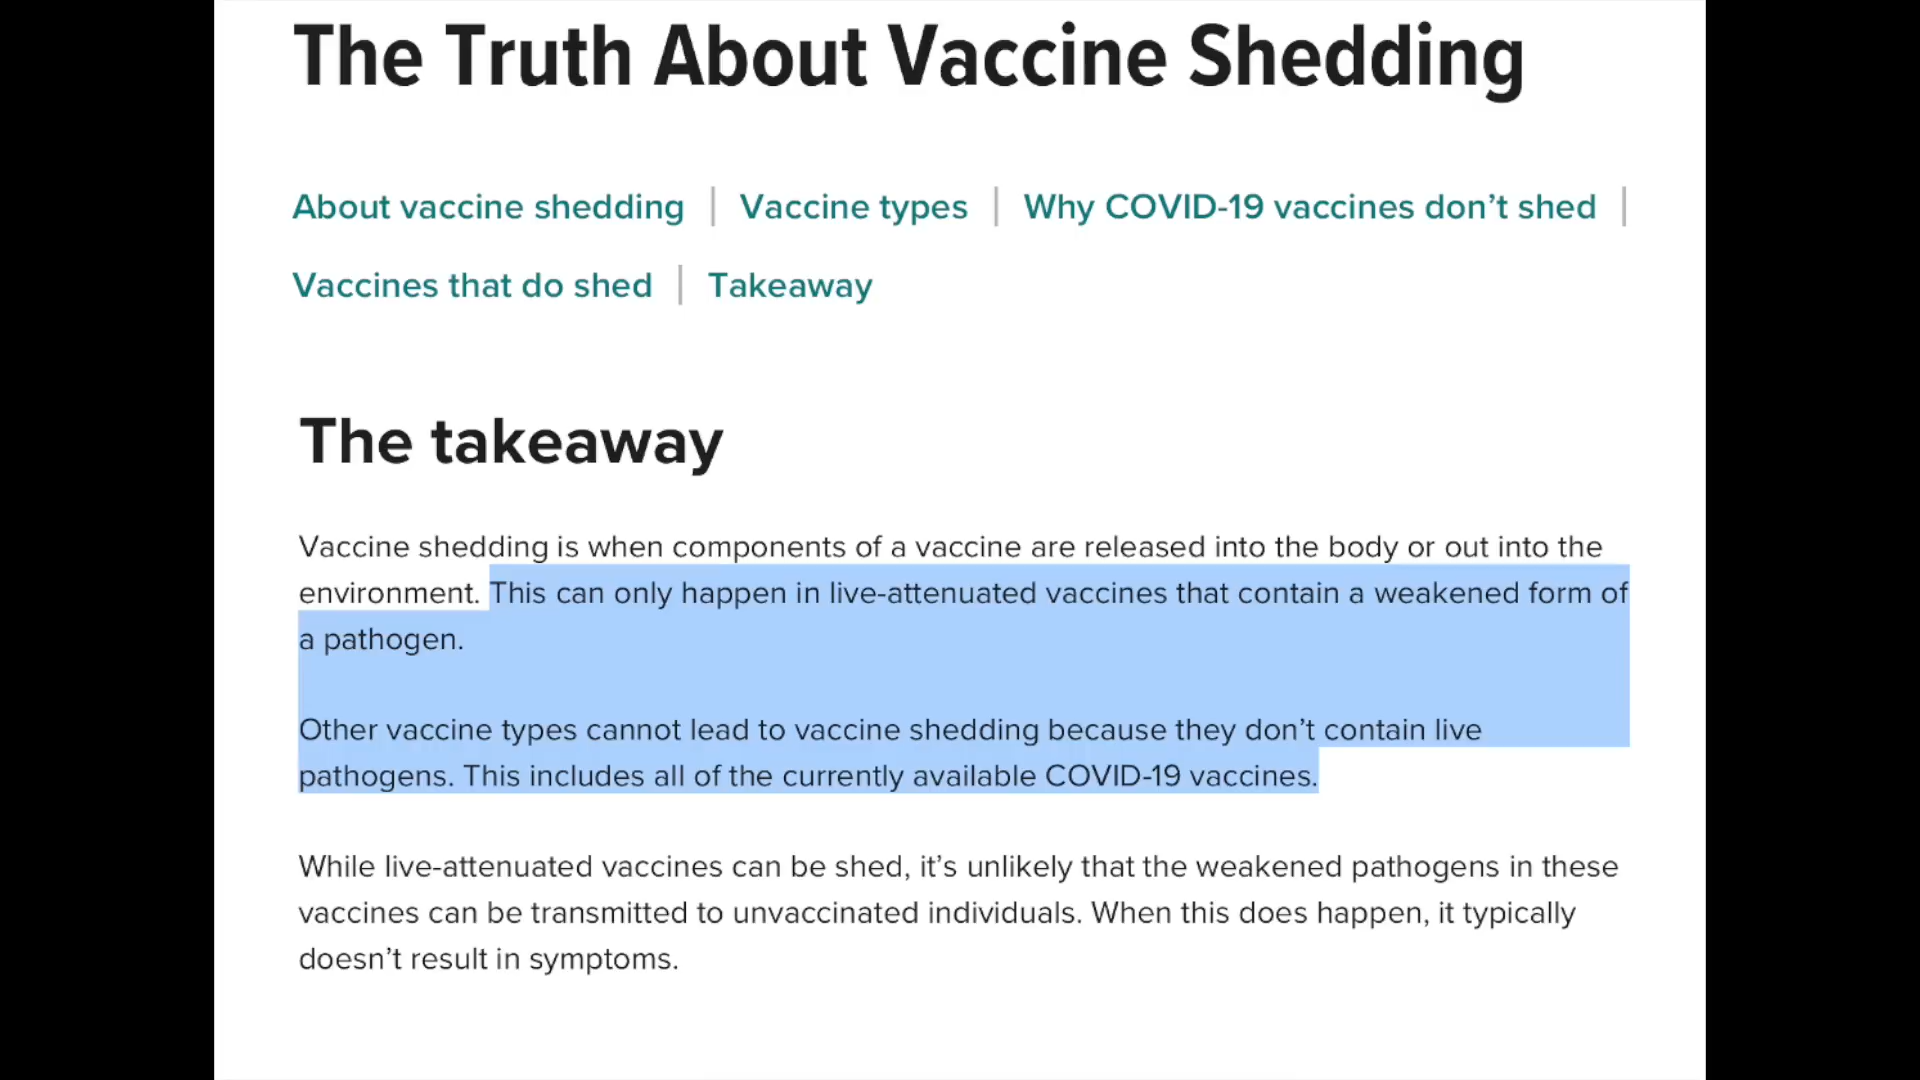 The Truth About Vaccine Shedding
About vaccine shedding | Vaccine types | Why COVID-19 vaccines don’t shed |
Vaccines that do shed | Takeaway
The takeaway
Vaccine shedding is when components of a vaccine are released into the body or out into the
environment. This can only happen in live-attenuated vaccines that contain a weakened form of
a pathogen.
Other vaccine types cannot lead to vaccine shedding because they don’t contain live
pathogens. This includes all of the currently available COVID-19 vaccines.
While live-attenuated vaccines can be shed, it’s unlikely that the weakened pathogens in these
vaccines can be transmitted to unvaccinated individuals. When this does happen, it typically
doesn’t result in symptoms.